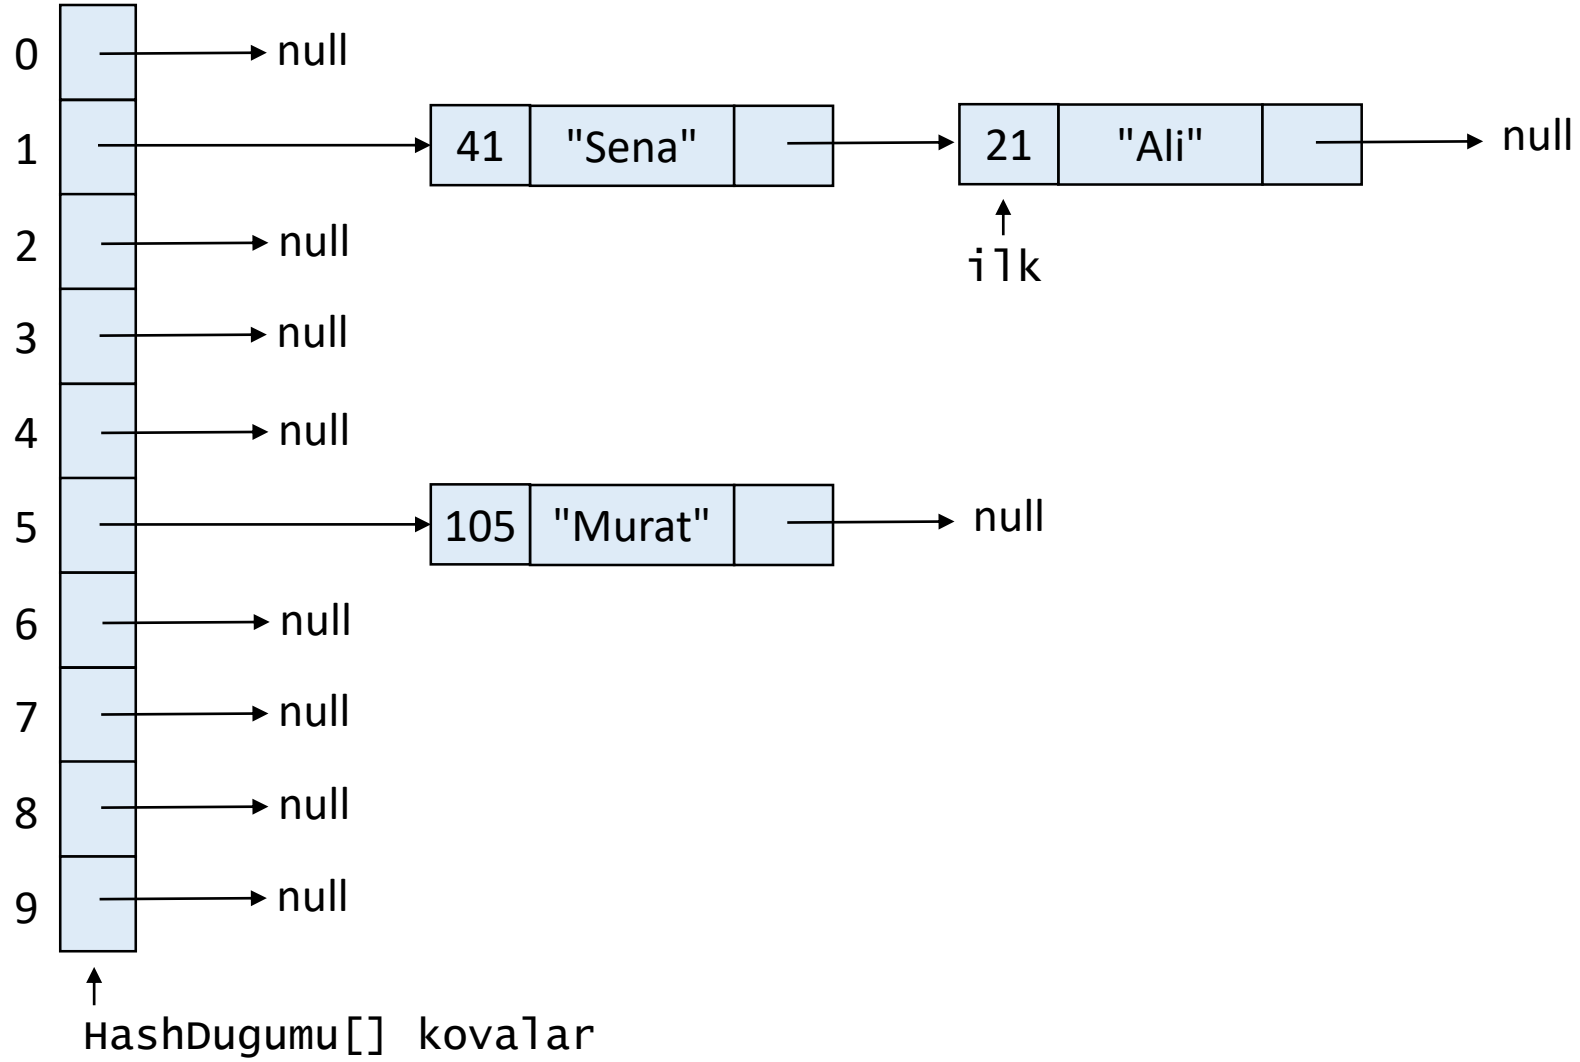 0 null
1 41 "Sena" 21 "Ali" null
ilk
2 null
3 null
4 null
5 105 "Murat" null
6 null
7 null
8 null
9 null
HashDugumu[] kovalar